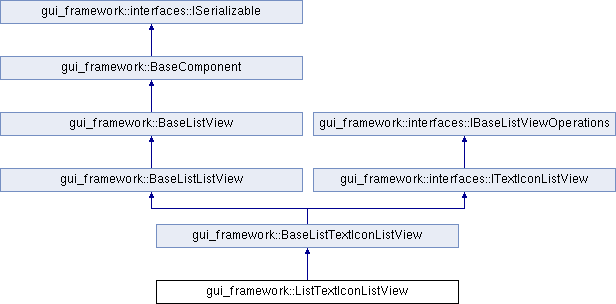 gui_framework::interfaces::ISerializable
gui_framework::BaseComponent
gui_framework::BaseListView
gui_framework::interfaces::IBaseListViewOperations
gui_framework::BaseListListView
gui_framework::interfaces::ITextIconListView
gui_framework::BaseListTextIconListView
gui_framework::ListTextIconListView